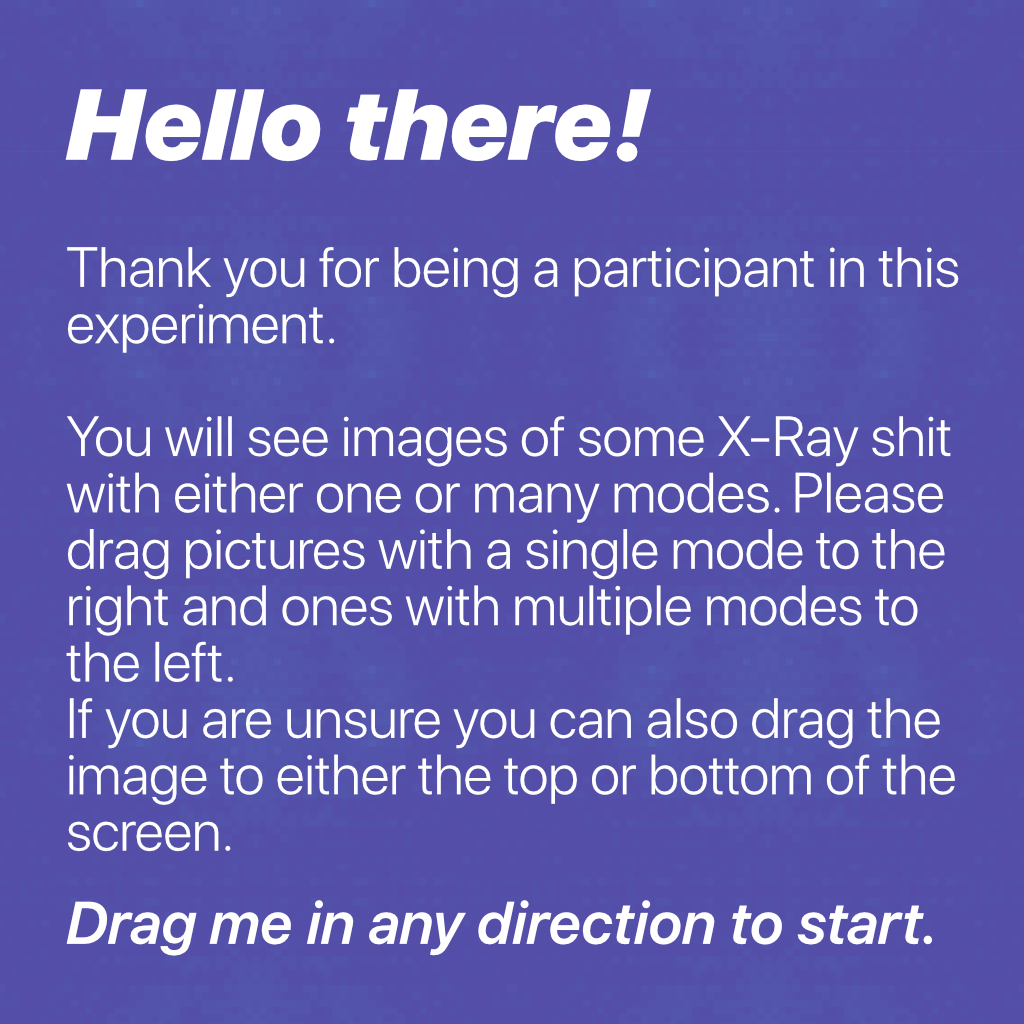 Hello there!
Thank you for being a participant in this
experiment.
You will see images of some X-Ray shit
with either one or many modes. Please
drag pictures with a single mode to the
right and ones with multiple modes to
the left.
If you are unsure you can also drag the
image to either the top or bottom of the
screen.
Drag me in any direction to start.